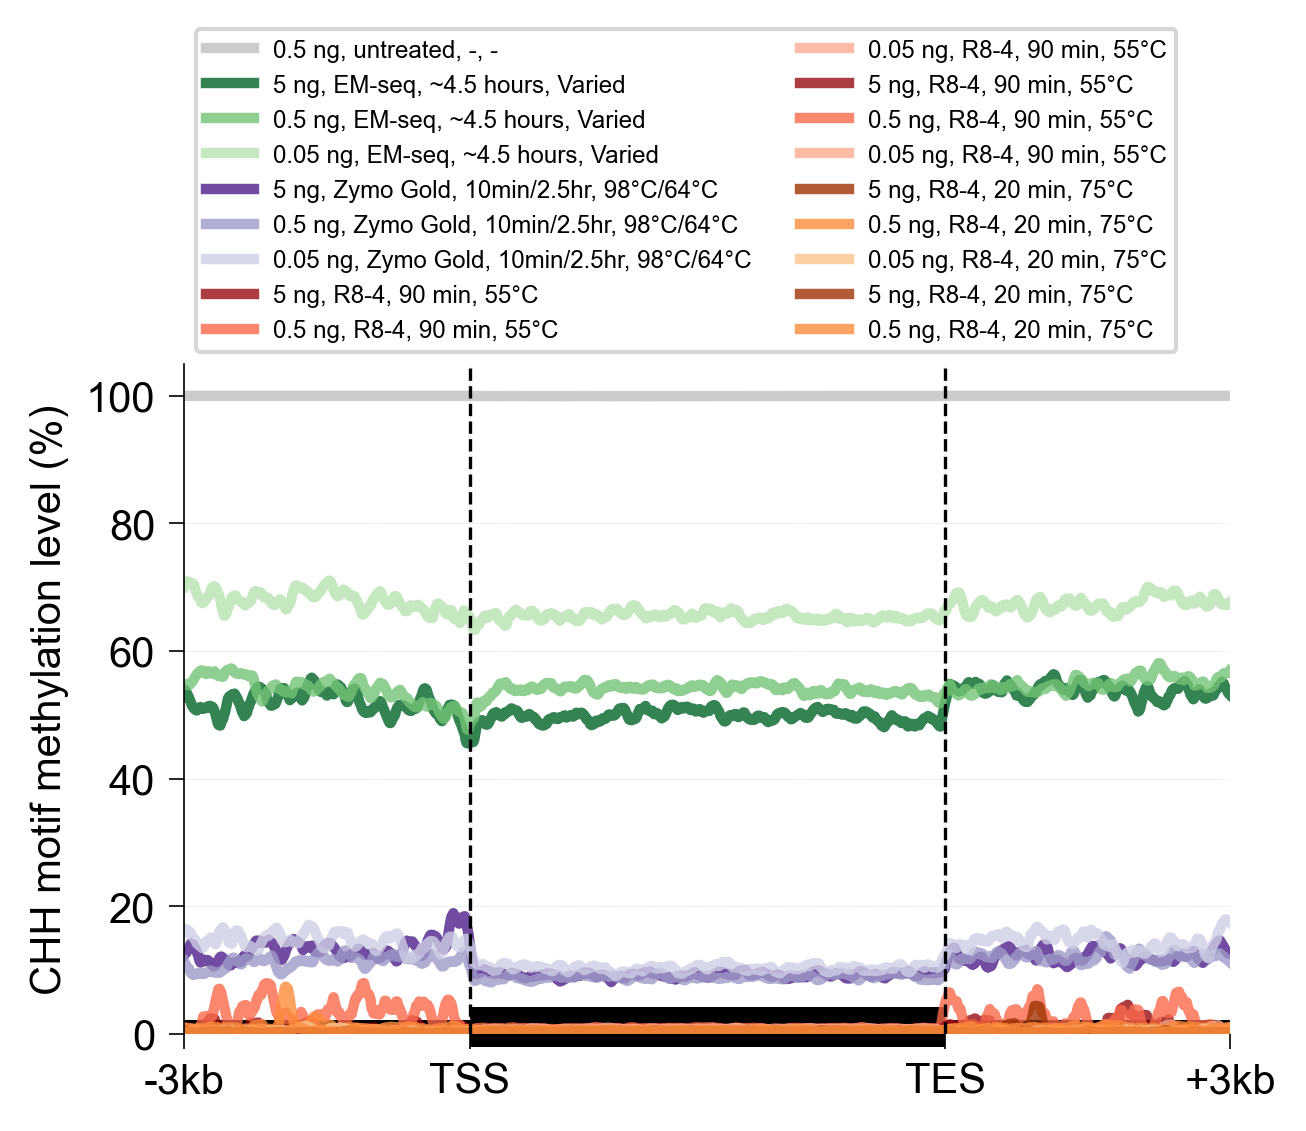 0.5 ng, untreated, -, -
5 ng, EM-seq, ~4.5 hours, Varied
0.5 ng, EM-seq, ~4.5 hours, Varied
0.05 ng, EM-seq, ~4.5 hours, Varied
5 ng, Zymo Gold, 10min/2.5hr, 98°C/64°C
0.5 ng, Zymo Gold, 10min/2.5hr, 98°C/64°C
0.05 ng, Zymo Gold, 10min/2.5hr, 98°C/64°C
5 ng, R8-4, 90 min, 55°C
0.5 ng, R8-4, 90 min, 55°C
0.05 ng, R8-4, 90 min, 55°C
5 ng, R8-4, 90 min, 55°C
0.5 ng, R8-4, 90 min, 55°C
0.05 ng, R8-4, 90 min, 55°C
5 ng, R8-4, 20 min, 75°C
0.5 ng, R8-4, 20 min, 75°C
0.05 ng, R8-4, 20 min, 75°C
5 ng, R8-4, 20 min, 75°C
0.5 ng, R8-4, 20 min, 75°C
CHH motif methylation level (%)
100
80
60
40
20
0
-3kb
TSS
TES
+3kb